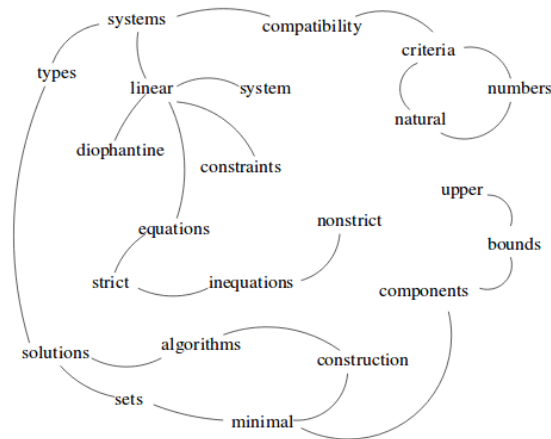 systems
compatibility
criteria
types
linear
system
numbers
natural
diophantine
constraints
upper
nonstrict
equations
bounds
strict
inequations
components
solutions
algorithms
construction
sets
minimal